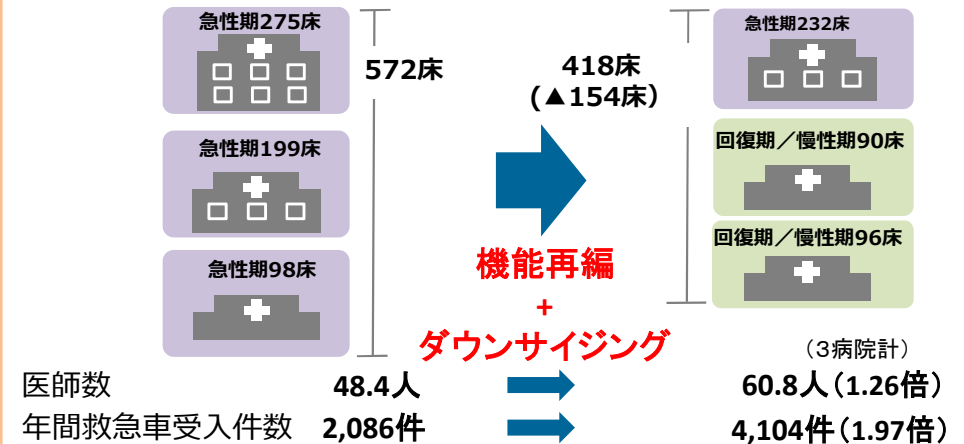 急性期275床
572床
急性期199床
急性期98床
418床
(▲154床)
機能再編
+
ダウンサイジング
急性期232床
回復期/慢性期90床
回復期/慢性期96床
(3病院計)
医師数 48.4人 60.8人(1.26倍)
年間救急車受入件数 2,086件 4,104件(1.97倍)